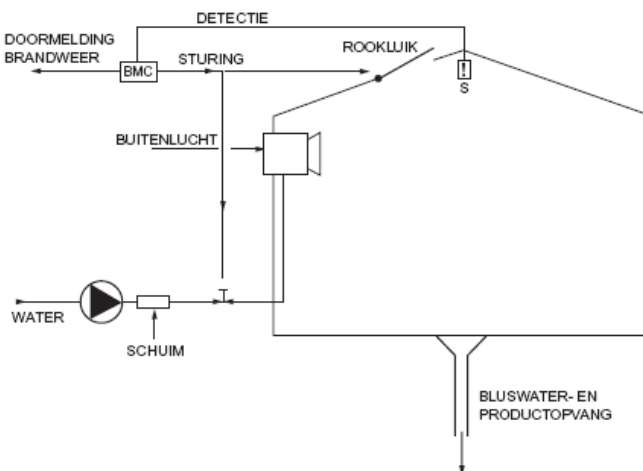 DETECTIE
DOORMELDING
BRANDWEER
BMC
STURING
ROOKLUIK
!
S
BUITENLUCHT
WATER
SCHUIM
BLUSWATER- EN
PRODUCTOPVANG